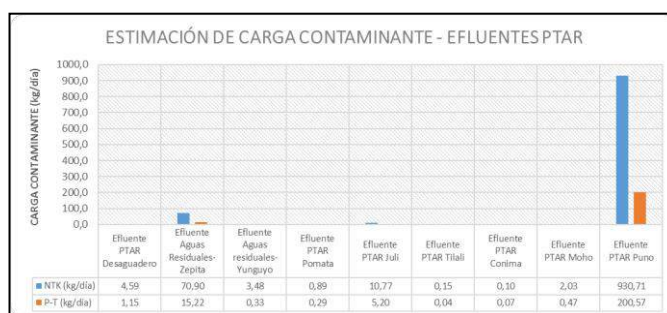 ESTIMACIÓN DE CARGA CONTAMINANTE - EFLUENTES PTAR
CARGA CONTAMINANTE (kg/día)
1000,0
900,0
800,0
700,0
600,0
500,0
400,0
300,0
200,0
100,0
0,0
Efluente PTAR Desaguadero
Efluente Aguas Residuales-Zepita
Efluente Aguas residuales-Yunguyo
Efluente PTAR Pomata
Efluente PTAR Juli
Efluente PTAR Tilali
Efluente PTAR Conima
Efluente PTAR Moho
Efluente PTAR Puno
NTK (kg/día) 4,59 70,90 3,48 0,89 10,77 0,15 0,10 2,03 930,71
P-T (kg/día) 1,15 15,22 0,33 0,29 5,20 0,04 0,07 0,47 200,57